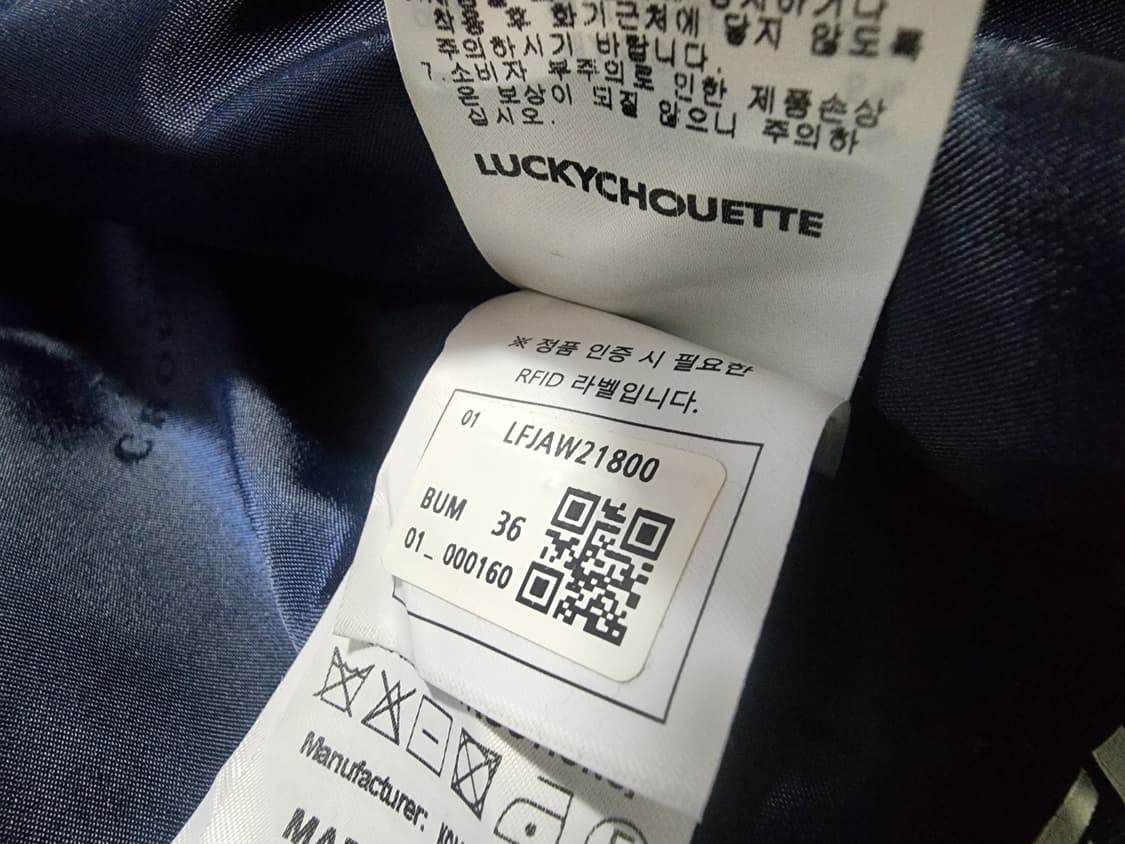 착용 후 화기근처에 닿지 않도록
주의하시기 바랍니다.
7.소비자 부주의로 인한 제품손상
은 보상이 되질 않으니 주의하
십시오.
LUCKYCHOUETTE
※ 정품 인증 시 필요한
RFID 라벨입니다.
01 LFJAW21800
BUM 36
01_ 000160
Manufacturer: